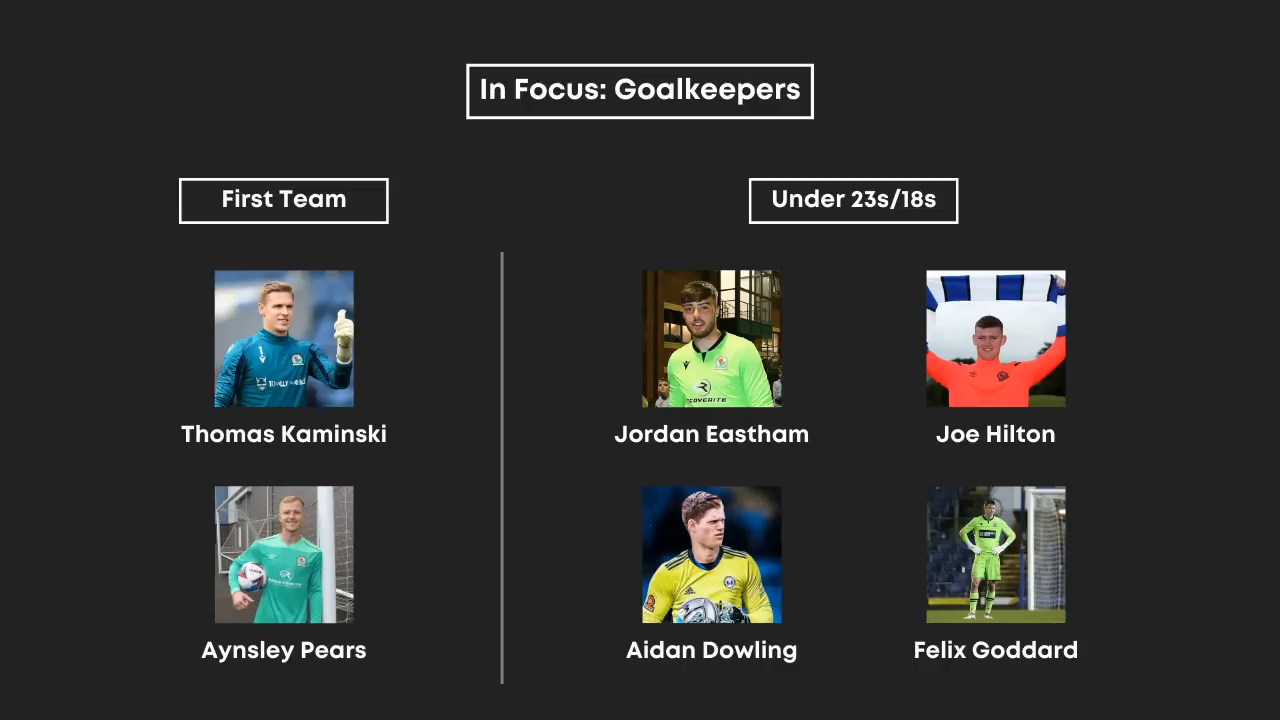 In Focus: Goalkeepers
First Team
Under 23s/18s
Thomas Kaminski
Jordan Eastham
Joe Hilton
Aynsley Pears
Aidan Dowling
Felix Goddard